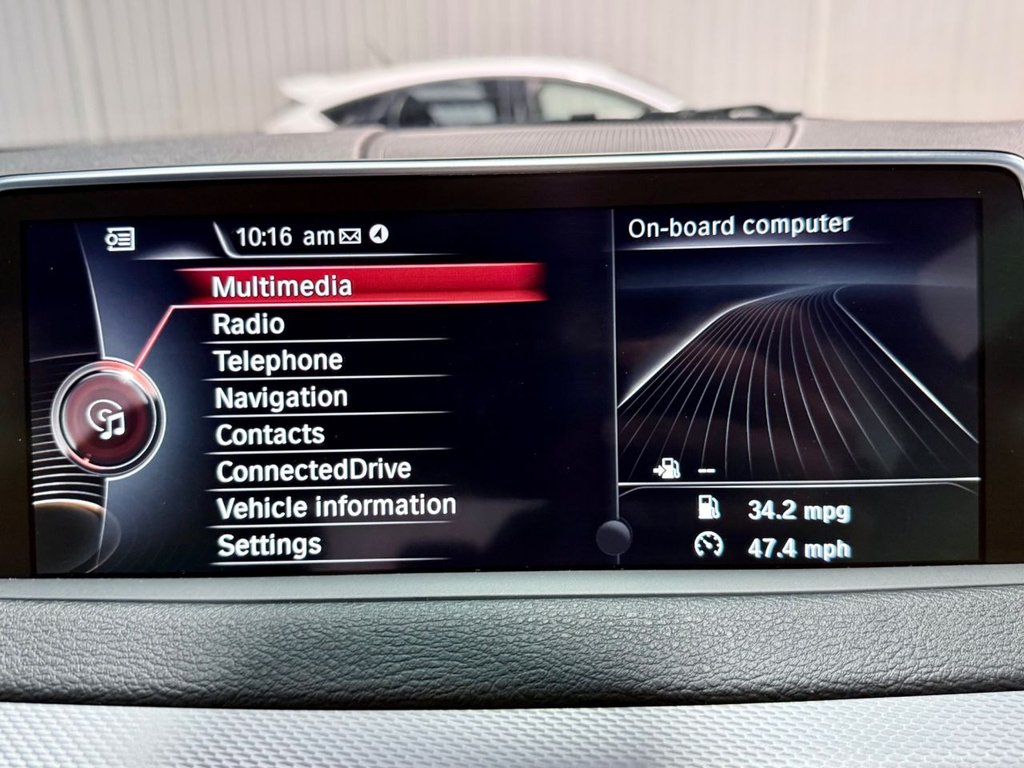 10:16 am
Multimedia
Radio
Telephone
Navigation
Contacts
ConnectedDrive
Vehicle information
Settings
On-board computer
--
34.2 mpg
47.4 mph